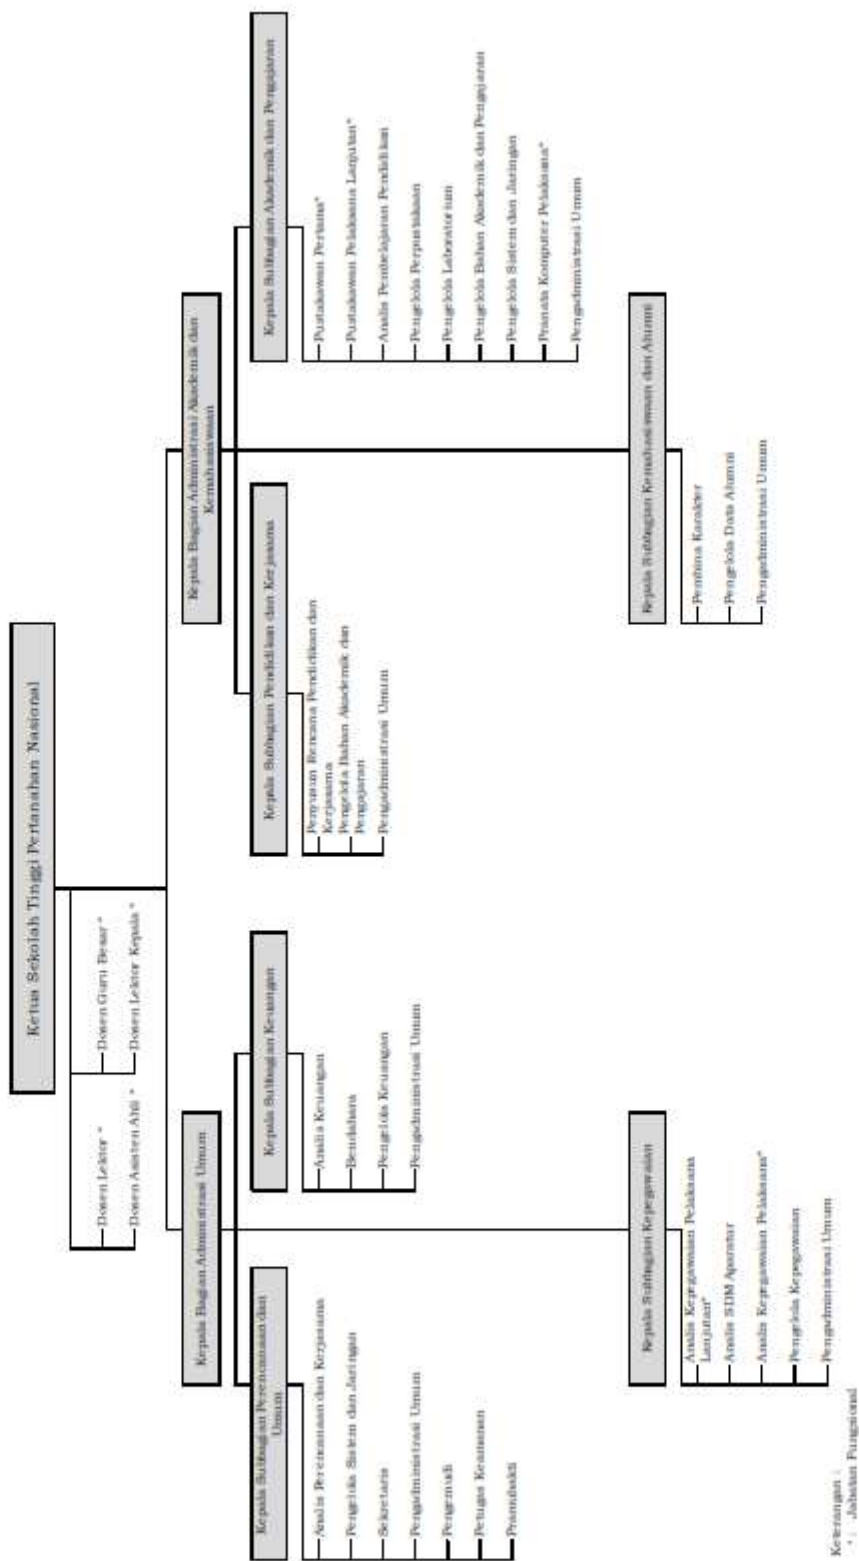 Ketua Sekolah Tinggi Pertanahan Nasional
Dosen Lektor *
Dosen Asisten Ahli *
Dosen Guru Besar *
Dosen Lektor Kepala *
Kepala Bagian Administrasi Umum
Kepala Bagian Administrasi Akademik dan
Kemahasiswaan
Kepala Subbagian Perencanaan dan
Umum
Analis Perencanaan dan Kerjasama
Pengelola Sistem dan Jaringan
Sekretaris
Pengadministrasi Umum
Pengemudi
Petugas Keamanan
Pramubakti
Kepala Subbagian Keuangan
Analis Keuangan
Bendahara
Pengelola Keuangan
Pengadministrasi Umum
Kepala Subbagian Pendidikan dan Kerjasama
Penyusun Rencana Pendidikan dan
Kerjasama
Pengelola Bahan Akademik dan
Pengajaran
Pengadministrasi Umum
Kepala Subbagian Akademik dan Pengajaran
Pustakawan Pertama*
Pustakawan Pelaksana Lanjutan*
Analis Pembelajaran Pendidikan
Pengelola Perpustakaan
Pengelola Laboratorium
Pengelola Bahan Akademik dan Pengajaran
Pengelola Sistem dan Jaringan
Pranata Komputer Pelaksana*
Pengadministrasi Umum
Kepala Subbagian Kepegawaian
Analis Kepegawaian Pelaksana
Lanjutan*
Analis SDM Aparatur
Analis Kepegawaian Pelaksana*
Pengelola Kepegawaian
Pengadministrasi Umum
Kepala Subbagian Kemahasiswaan dan Alumni
Pembina Karakter
Pengelola Data Alumni
Pengadministrasi Umum
Keterangan :
* : Jabatan Fungsional